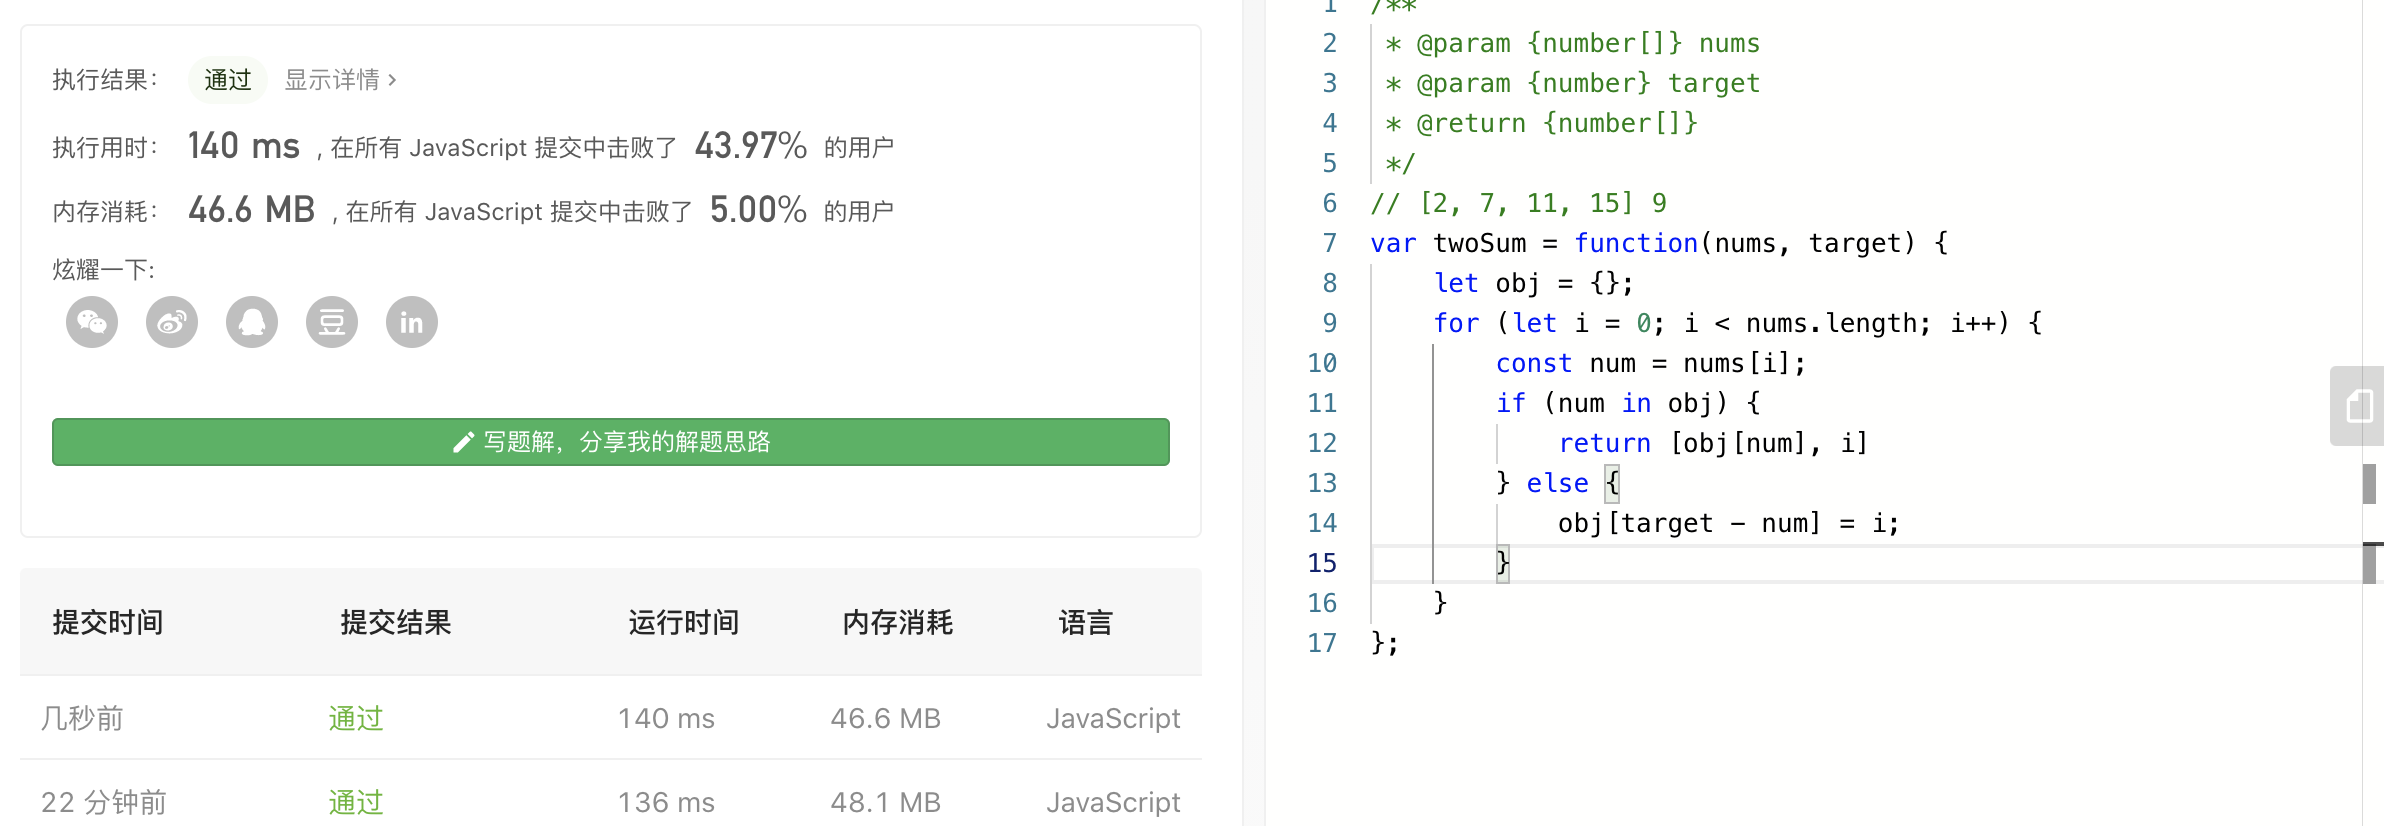 执行结果： 通过 显示详情 >
执行用时： 140 ms , 在所有 JavaScript 提交中击败了 43.97% 的用户
内存消耗： 46.6 MB , 在所有 JavaScript 提交中击败了 5.00% 的用户
炫耀一下:
豆 in
写题解，分享我的解题思路
提交时间 提交结果 运行时间 内存消耗 语言
几秒前 通过 140 ms 46.6 MB JavaScript
22 分钟前 通过 136 ms 48.1 MB JavaScript
1 /**
2  * @param {number[]} nums
3  * @param {number} target
4  * @return {number[]}
5  */
6 // [2, 7, 11, 15] 9
7 var twoSum = function(nums, target) {
8     let obj = {};
9     for (let i = 0; i < nums.length; i++) {
10         const num = nums[i];
11         if (num in obj) {
12             return [obj[num], i]
13         } else {
14             obj[target - num] = i;
15         }
16     }
17 };